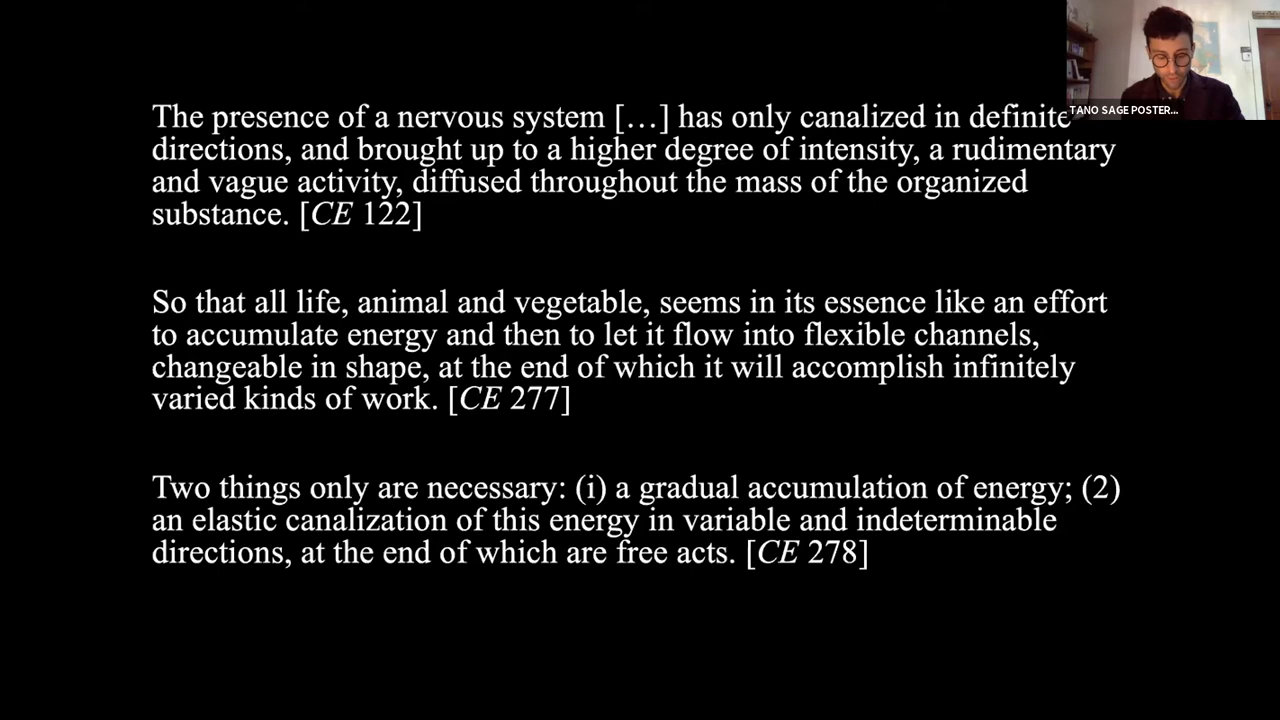 The presence of a nervous system […] has only canalized in definite
directions, and brought up to a higher degree of intensity, a rudimentary
and vague activity, diffused throughout the mass of the organized
substance. [CE 122]
So that all life, animal and vegetable, seems in its essence like an effort
to accumulate energy and then to let it flow into flexible channels,
changeable in shape, at the end of which it will accomplish infinitely
varied kinds of work. [CE 277]
Two things only are necessary: (i) a gradual accumulation of energy; (2)
an elastic canalization of this energy in variable and indeterminable
directions, at the end of which are free acts. [CE 278]
TANO SAGE POSTER...